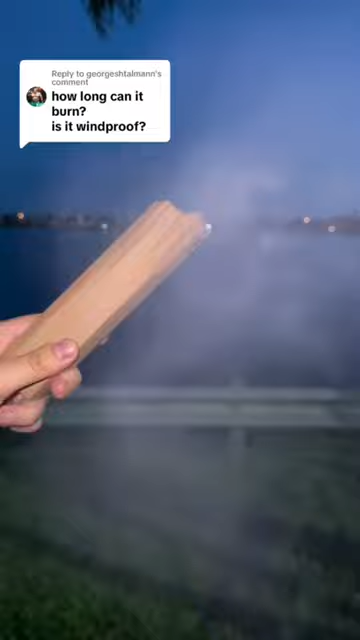 Reply to georgeshtalmann's
comment
how long can it
burn?
is it windproof?